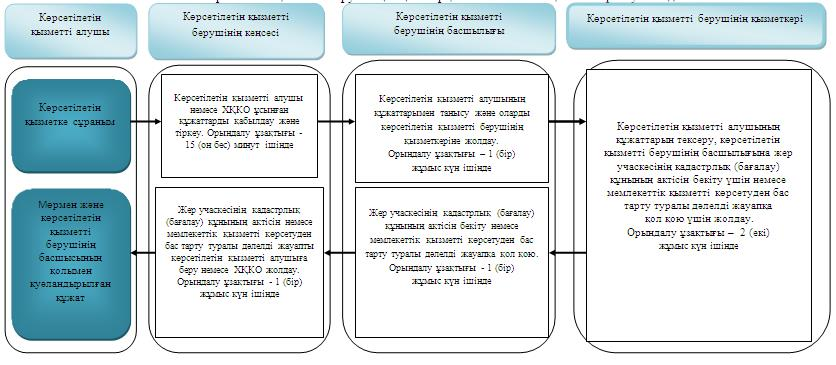 Көрсетілетін
қызметті алушы
Көрсетілетін қызметті
берушінің кеңсесі
Көрсетілетін қызметті
берушінің басшылығы
Көрсетілетін қызметті берушінің қызметкері
Көрсетілетін
қызметке сұраным
Көрсетілетін қызметті алушы
немесе ХҚКО ұсынған
құжаттарды қабылдау және
тіркеу. Орындалу ұзақтығы -
15 (он бес) минут ішінде
Көрсетілетін қызметті алушының
құжаттарымен танысу және оларды
көрсетілетін қызметті берушінің
қызметкеріне жолдау.
Орындалу ұзақтығы – 1 (бір)
жұмыс күн ішінде
Көрсетілетін қызметті алушының
құжаттарын тексеру, көрсетілетін
қызметті берушінің басшылығына жер
учаскесінің кадастрлық (бағалау)
құнының актісін бекіту үшін немесе
мемлекеттік қызметті көрсетуден бас
тарту туралы дәлелді жауапқа
қол қою үшін жолдау.
Орындалу ұзақтығы – 2 (екі)
жұмыс күн ішінде
Жер учаскесінің кадастрлық (бағалау)
құнының актісін бекіту немесе
мемлекеттік қызметті көрсетуден бас
тарту туралы дәлелді жауапқа қол қою.
Орындалу ұзақтығы - 1 (бір)
жұмыс күн ішінде
Жер учаскесінің кадастрлық
(бағалау) құнының актісін немесе
мемлекеттік қызметті көрсетуден
бас тарту туралы дәлелді жауапты
көрсетілетін қызметті алушыға
беру немесе ХҚКО жолдау.
Орындалу ұзақтығы - 1 (бір)
жұмыс күн ішінде
Мөрмен және
көрсетілетін
қызметті
берушінің
басшысының
қолымен
куәландырылған
құжат